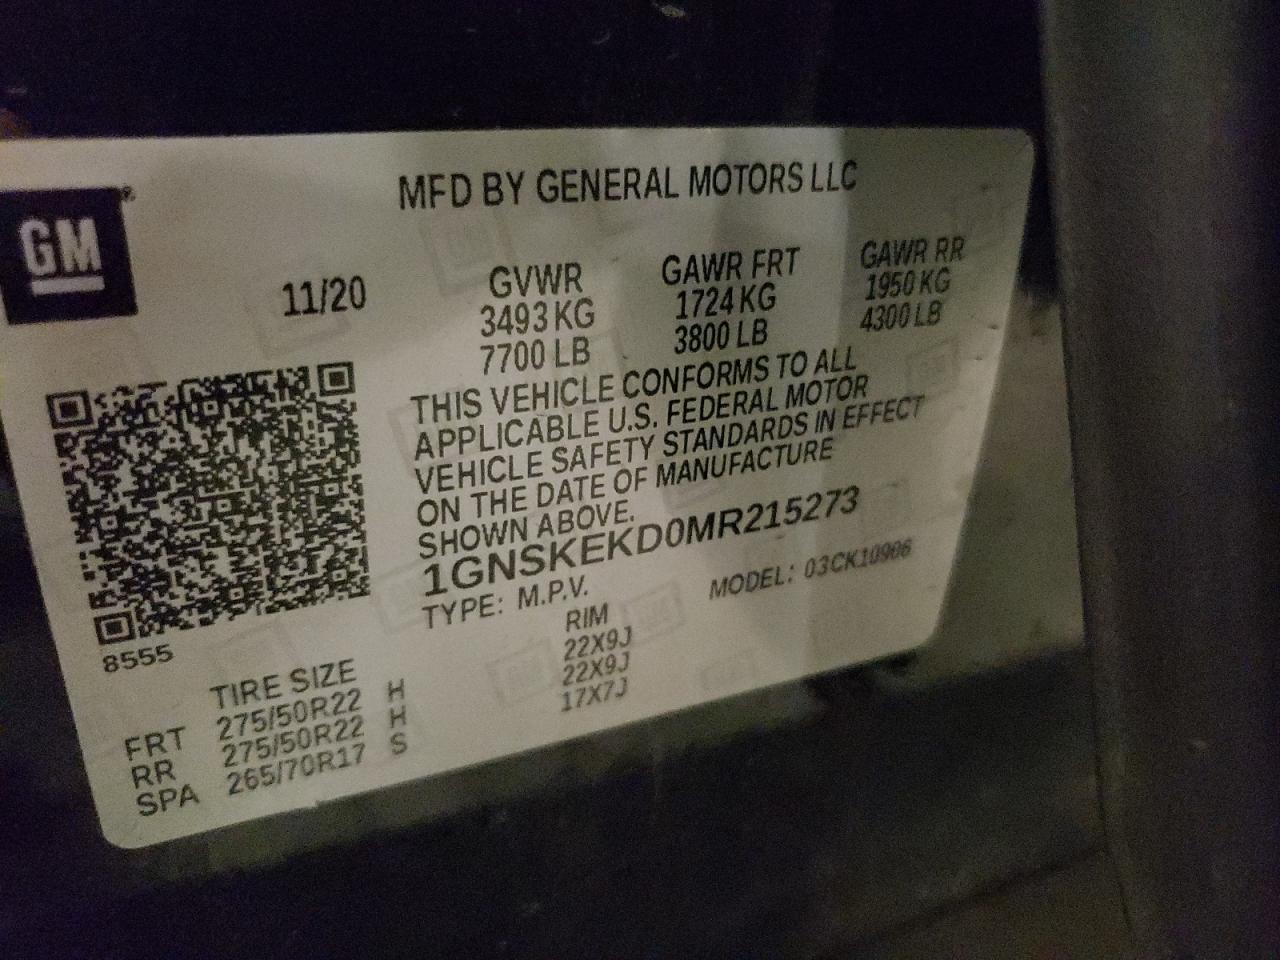 GM®
MFD BY GENERAL MOTORS LLC
11/20
GVWR
3493 KG
7700 LB
GAWR FRT
1724 KG
3800 LB
GAWR RR
1950 KG
4300 LB
THIS VEHICLE CONFORMS TO ALL
APPLICABLE U.S. FEDERAL MOTOR
VEHICLE SAFETY STANDARDS IN EFFECT
ON THE DATE OF MANUFACTURE
SHOWN ABOVE.
1GNSKEKD0MR215273
TYPE: M.P.V.
MODEL: 03CK10906
8555
TIRE SIZE RIM
FRT 275/50R22 H 22X9J
RR 275/50R22 H 22X9J
SPA 265/70R17 S 17X7J